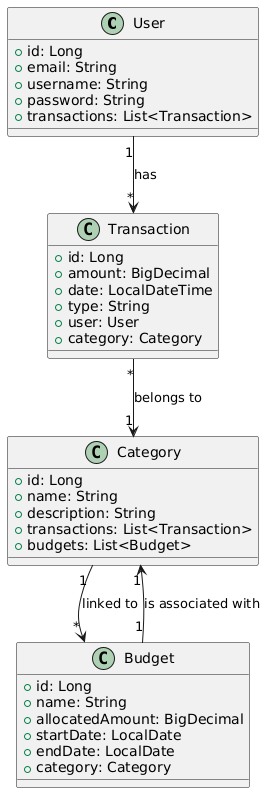 C User
id: Long
email: String
username: String
password: String
transactions: List<Transaction>
1
has
*
C Transaction
id: Long
amount: BigDecimal
date: LocalDateTime
type: String
user: User
category: Category
*
belongs to
1
C Category
id: Long
name: String
description: String
transactions: List<Transaction>
budgets: List<Budget>
1 1
linked to is associated with
* 1
C Budget
id: Long
name: String
allocatedAmount: BigDecimal
startDate: LocalDate
endDate: LocalDate
category: Category